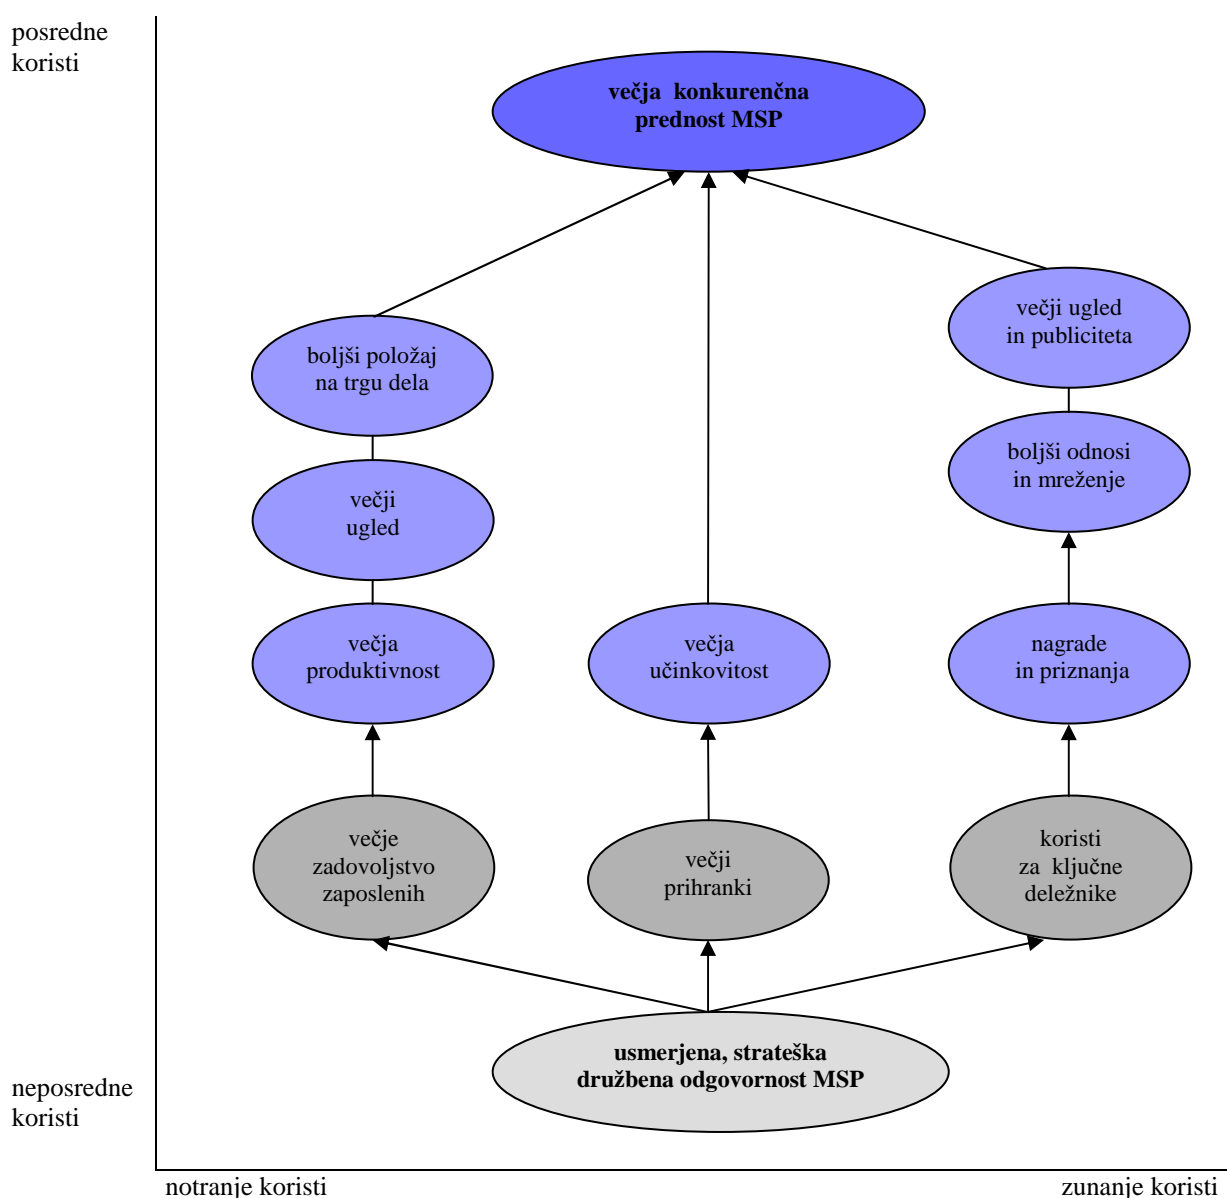 posredne
koristi
večja  konkurenčna
prednost MSP
večji ugled
in publiciteta
boljši položaj
na trgu dela
boljši odnosi
in mreženje
večji
ugled
večja
produktivnost
večja
učinkovitost
nagrade
in priznanja
večje
zadovoljstvo
zaposlenih
večji
prihranki
koristi
za  ključne
deležnike
usmerjena, strateška
družbena odgovornost MSP
neposredne
koristi
notranje koristi
zunanje koristi